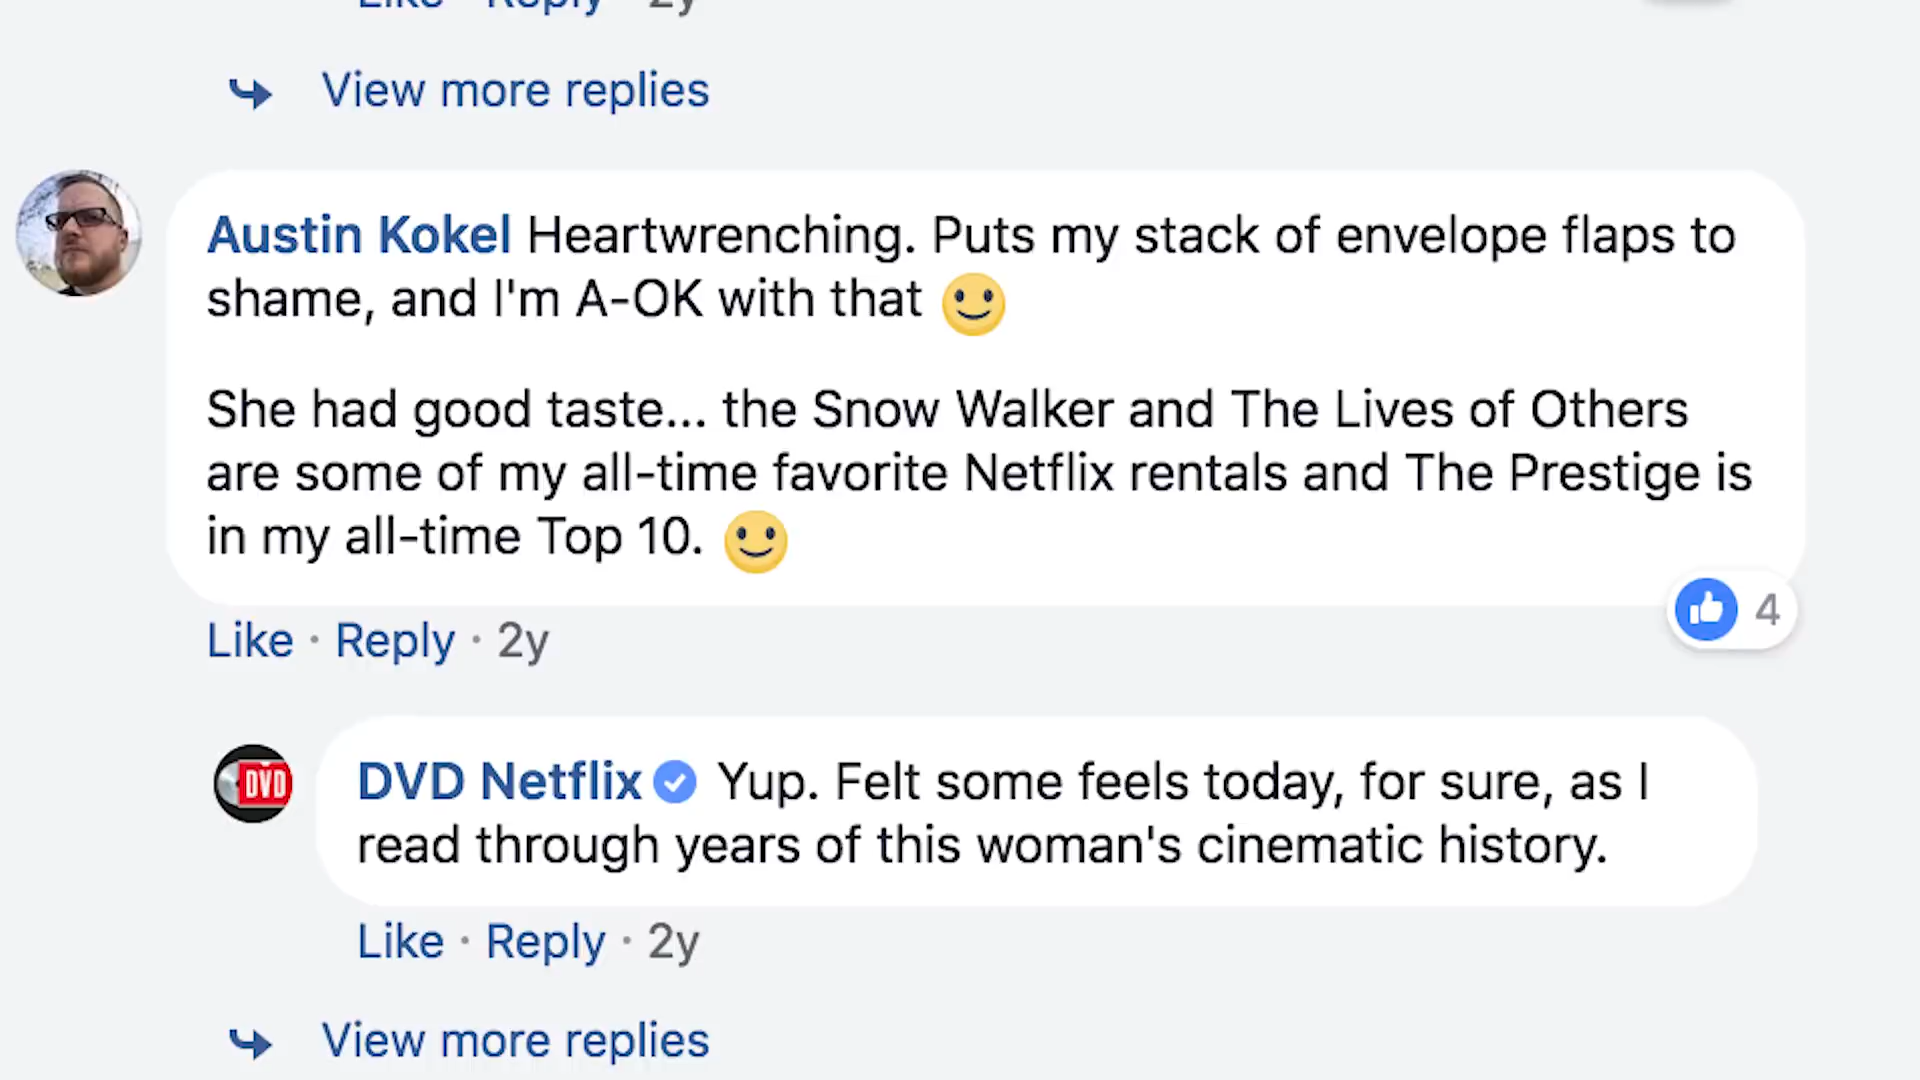 Like · Reply · 2y
View more replies
Austin Kokel Heartwrenching. Puts my stack of envelope flaps to
shame, and I'm A-OK with that 🙂
She had good taste... the Snow Walker and The Lives of Others
are some of my all-time favorite Netflix rentals and The Prestige is
in my all-time Top 10. 🙂
4
Like · Reply · 2y
DVD
DVD Netflix Yup. Felt some feels today, for sure, as I
read through years of this woman's cinematic history.
Like · Reply · 2y
View more replies